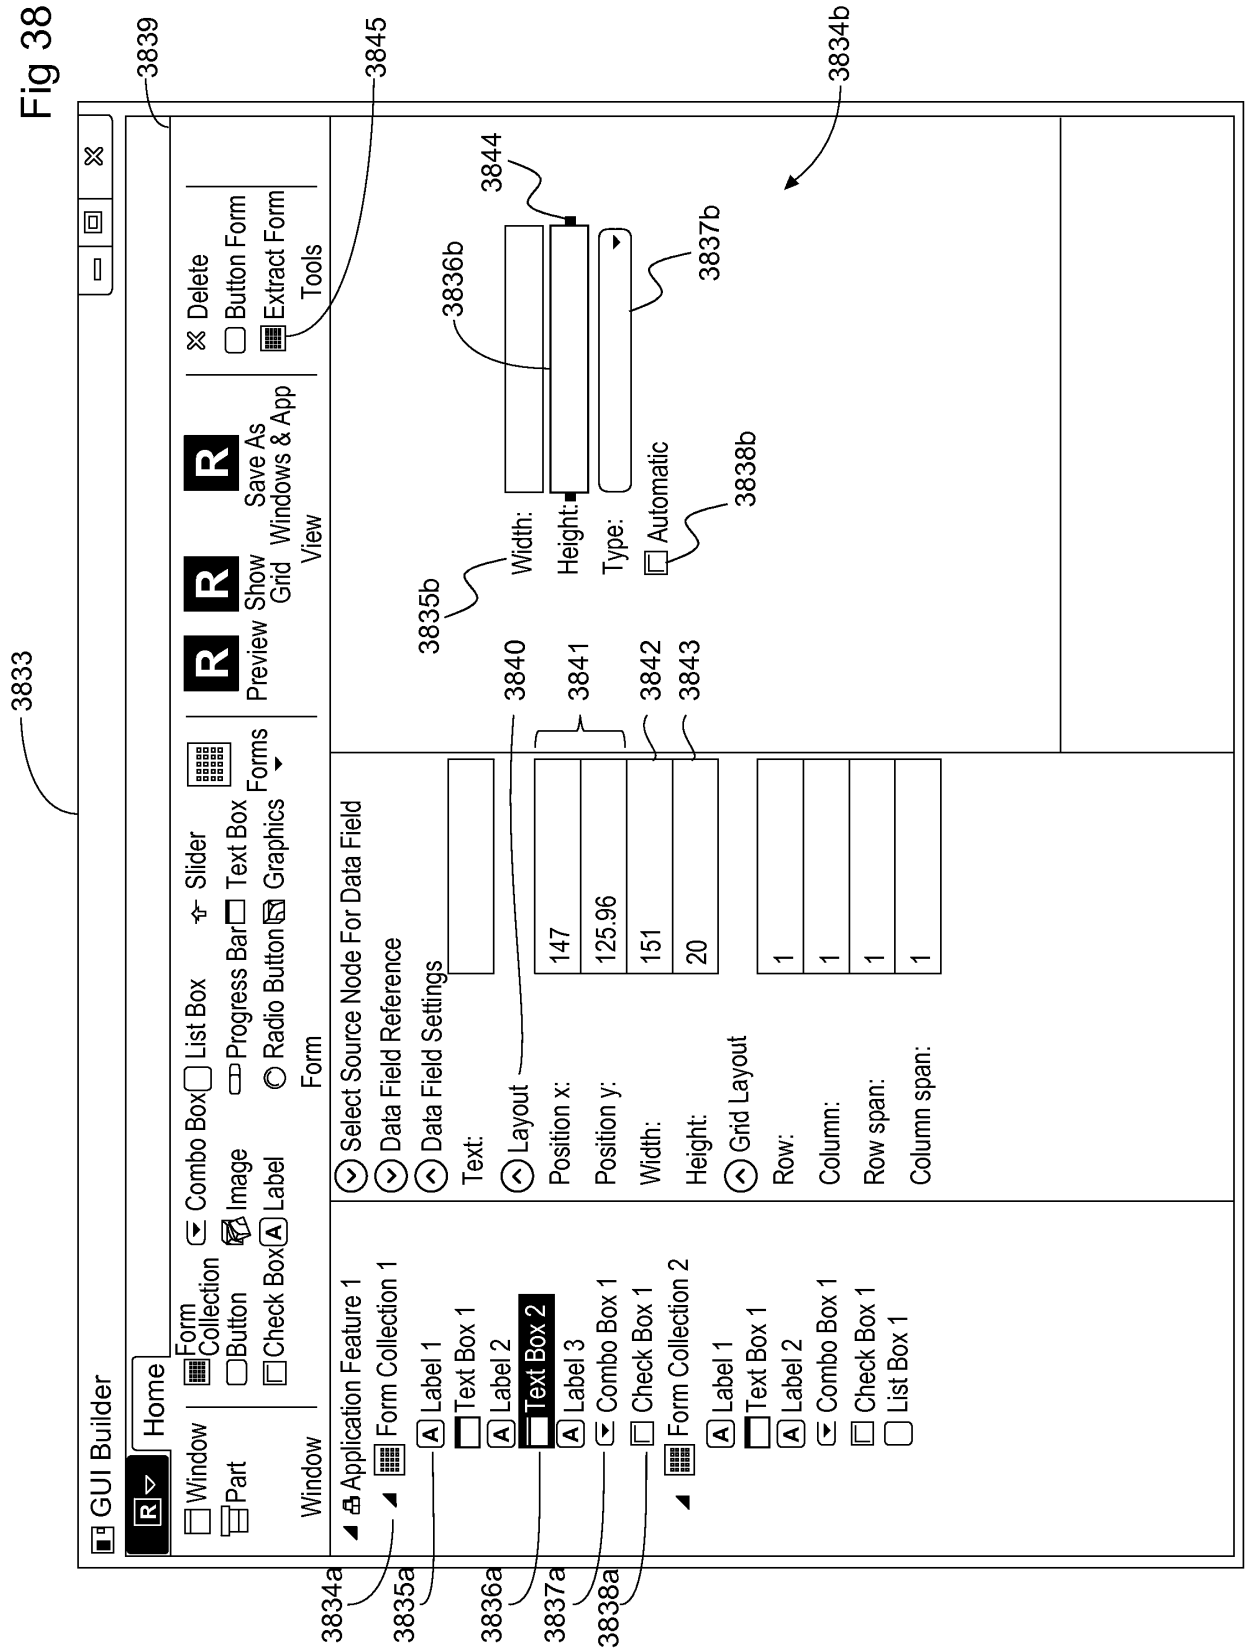 Fig 38
3833
3839
3845
GUI Builder
R
Home
Window
Part
Window
Form Collection
Button
Check Box
Combo Box
Image
Label
List Box
Progress Bar
Radio Button
Slider
Text Box
Graphics
Form
Forms
R
Preview
R
Show Grid
R
Save As Windows & App
View
Delete
Button Form
Extract Form
Tools
3834a
3835a
3836a
3837a
3838a
Application Feature 1
Form Collection 1
A Label 1
Text Box 1
A Label 2
Text Box 2
A Label 3
Combo Box 1
Check Box 1
Form Collection 2
A Label 1
Text Box 1
A Label 2
Combo Box 1
Check Box 1
List Box 1
Select Source Node For Data Field
Data Field Reference
Data Field Settings
Text:
Layout
Position x: 147
Position y: 125.96
Width: 151
Height: 20
Grid Layout
Row: 1
Column: 1
Row span: 1
Column span: 1
3840
3841
3842
3843
3835b
3836b
3844
Width:
Height:
Type:
Automatic
3837b
3838b
3834b